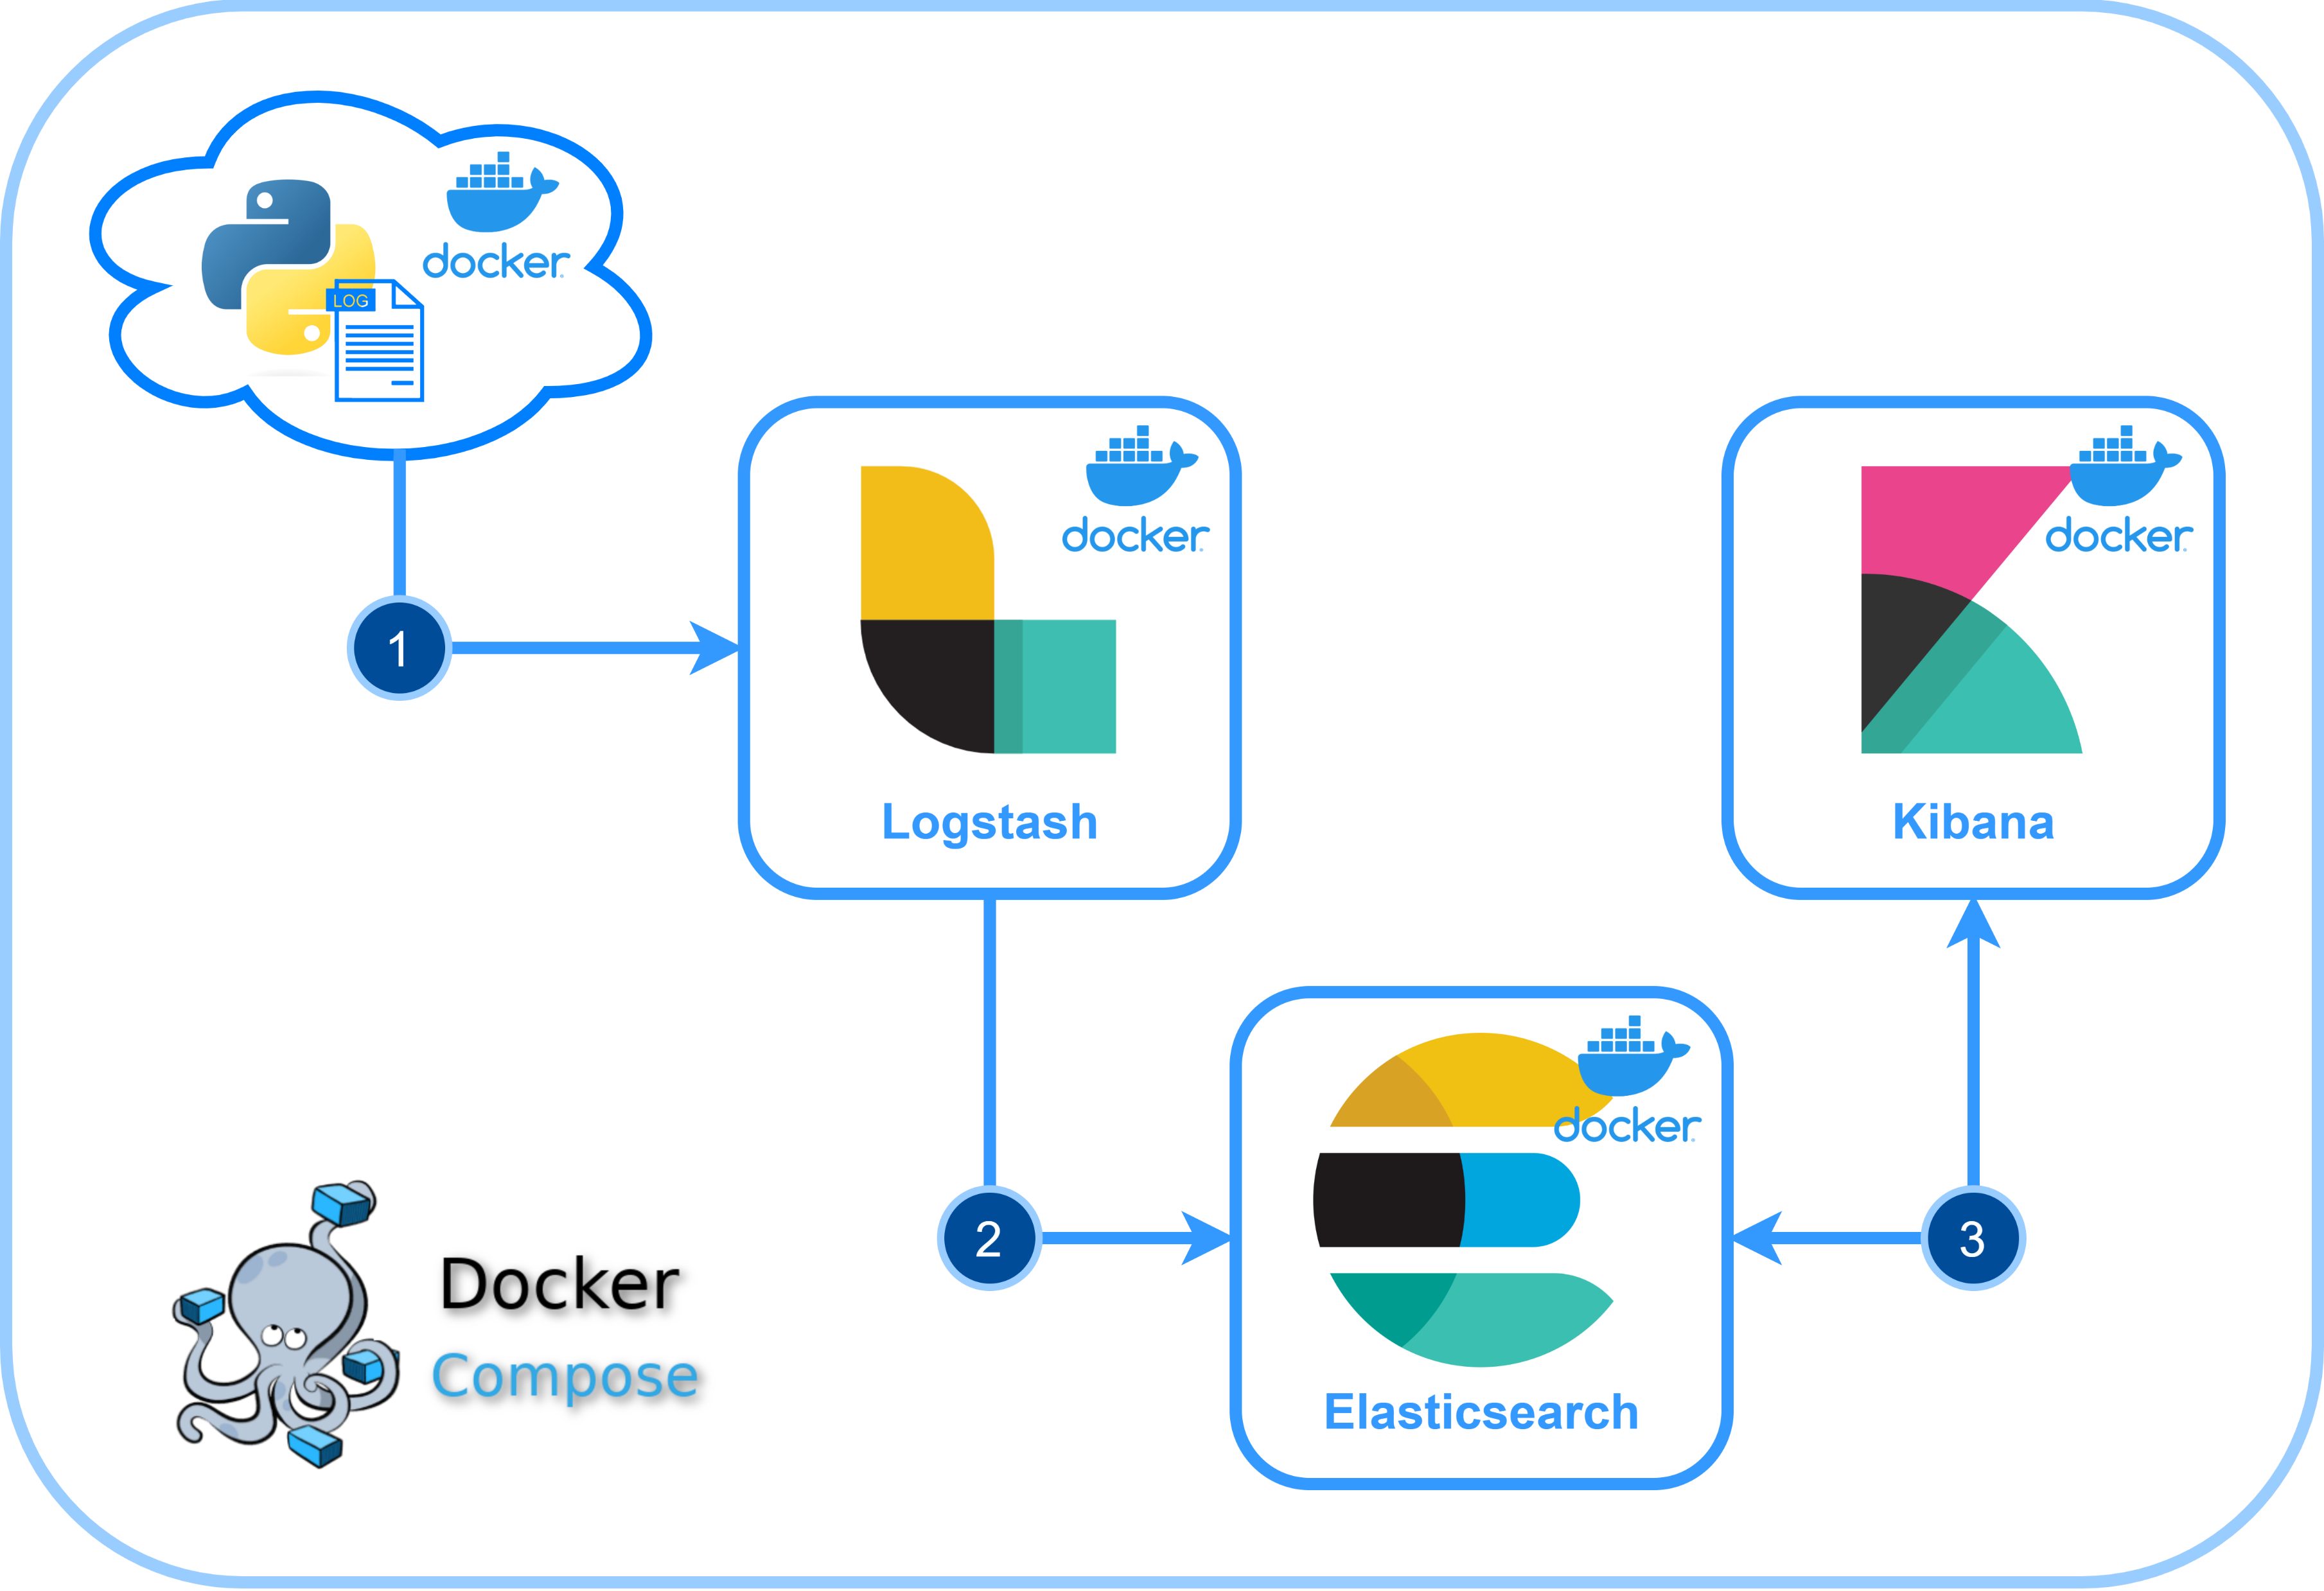 docker
LOG
1
docker
Logstash
docker
Kibana
2
docker
Elasticsearch
3
Docker
Compose